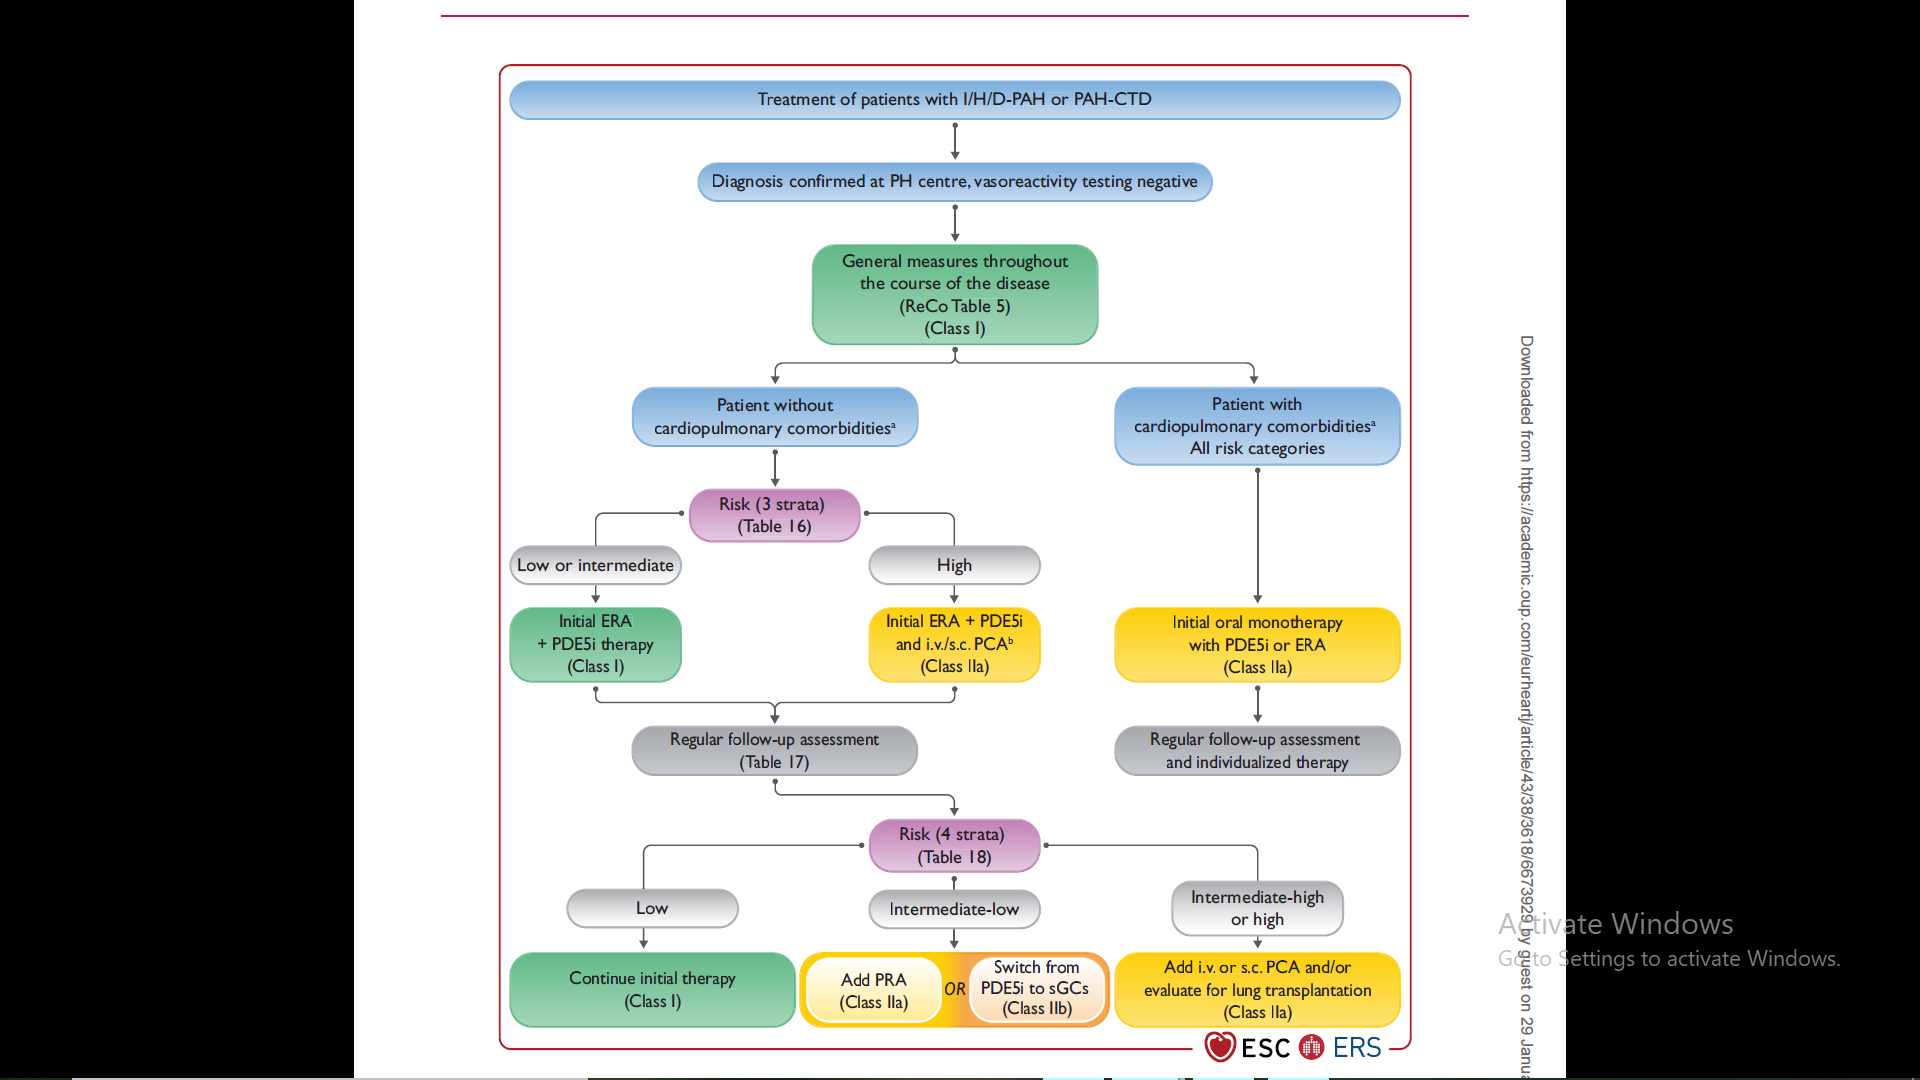 Treatment of patients with I/H/D-PAH or PAH-CTD
Diagnosis confirmed at PH centre, vasoreactivity testing negative
General measures throughout
the course of the disease
(ReCo Table 5)
(Class I)
Patient without
cardiopulmonary comorbiditiesᵃ
Patient with
cardiopulmonary comorbiditiesᵃ
All risk categories
Risk (3 strata)
(Table 16)
Low or intermediate
High
Initial ERA
+ PDE5i therapy
(Class I)
Initial ERA + PDE5i
and i.v./s.c. PCAᵇ
(Class IIa)
Initial oral monotherapy
with PDE5i or ERA
(Class IIa)
Regular follow-up assessment
(Table 17)
Regular follow-up assessment
and individualized therapy
Risk (4 strata)
(Table 18)
Low
Intermediate-low
Intermediate-high
or high
Continue initial therapy
(Class I)
Add PRA
(Class IIa)
OR
Switch from
PDE5i to sGCs
(Class IIb)
Add i.v. or s.c. PCA and/or
evaluate for lung transplantation
(Class IIa)
ESC ERS
Downloaded from https://academic.oup.com/eurheartj/article/43/38/3618/6673929 by guest on 29 Janua
Activate Windows
Go to Settings to activate Windows.